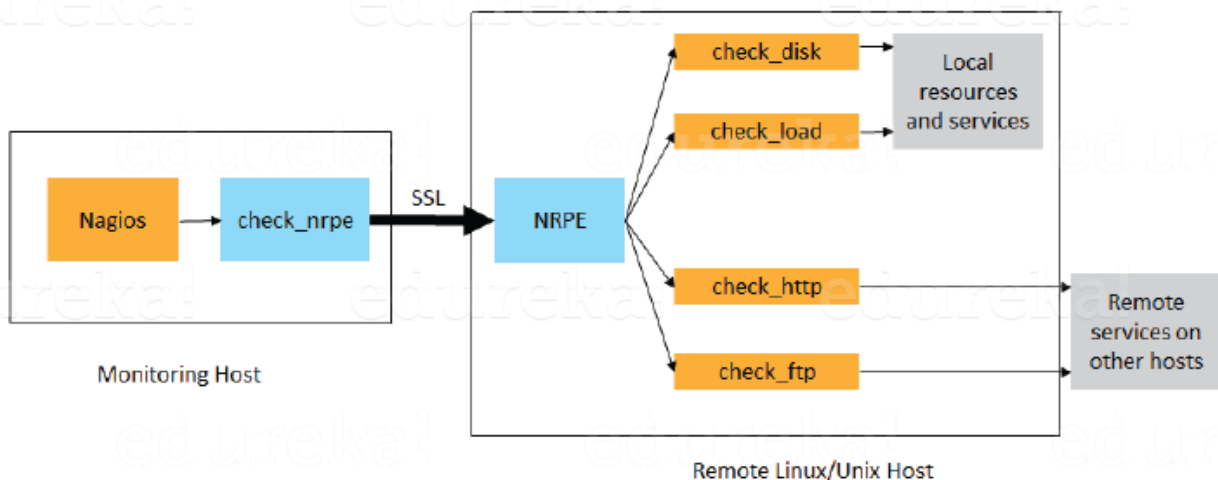 check_disk
Local
resources
and services
check_load
SSL
Nagios
check_nrpe
NRPE
check_http
Remote
services on
other hosts
check_ftp
Monitoring Host
Remote Linux/Unix Host
edureka!